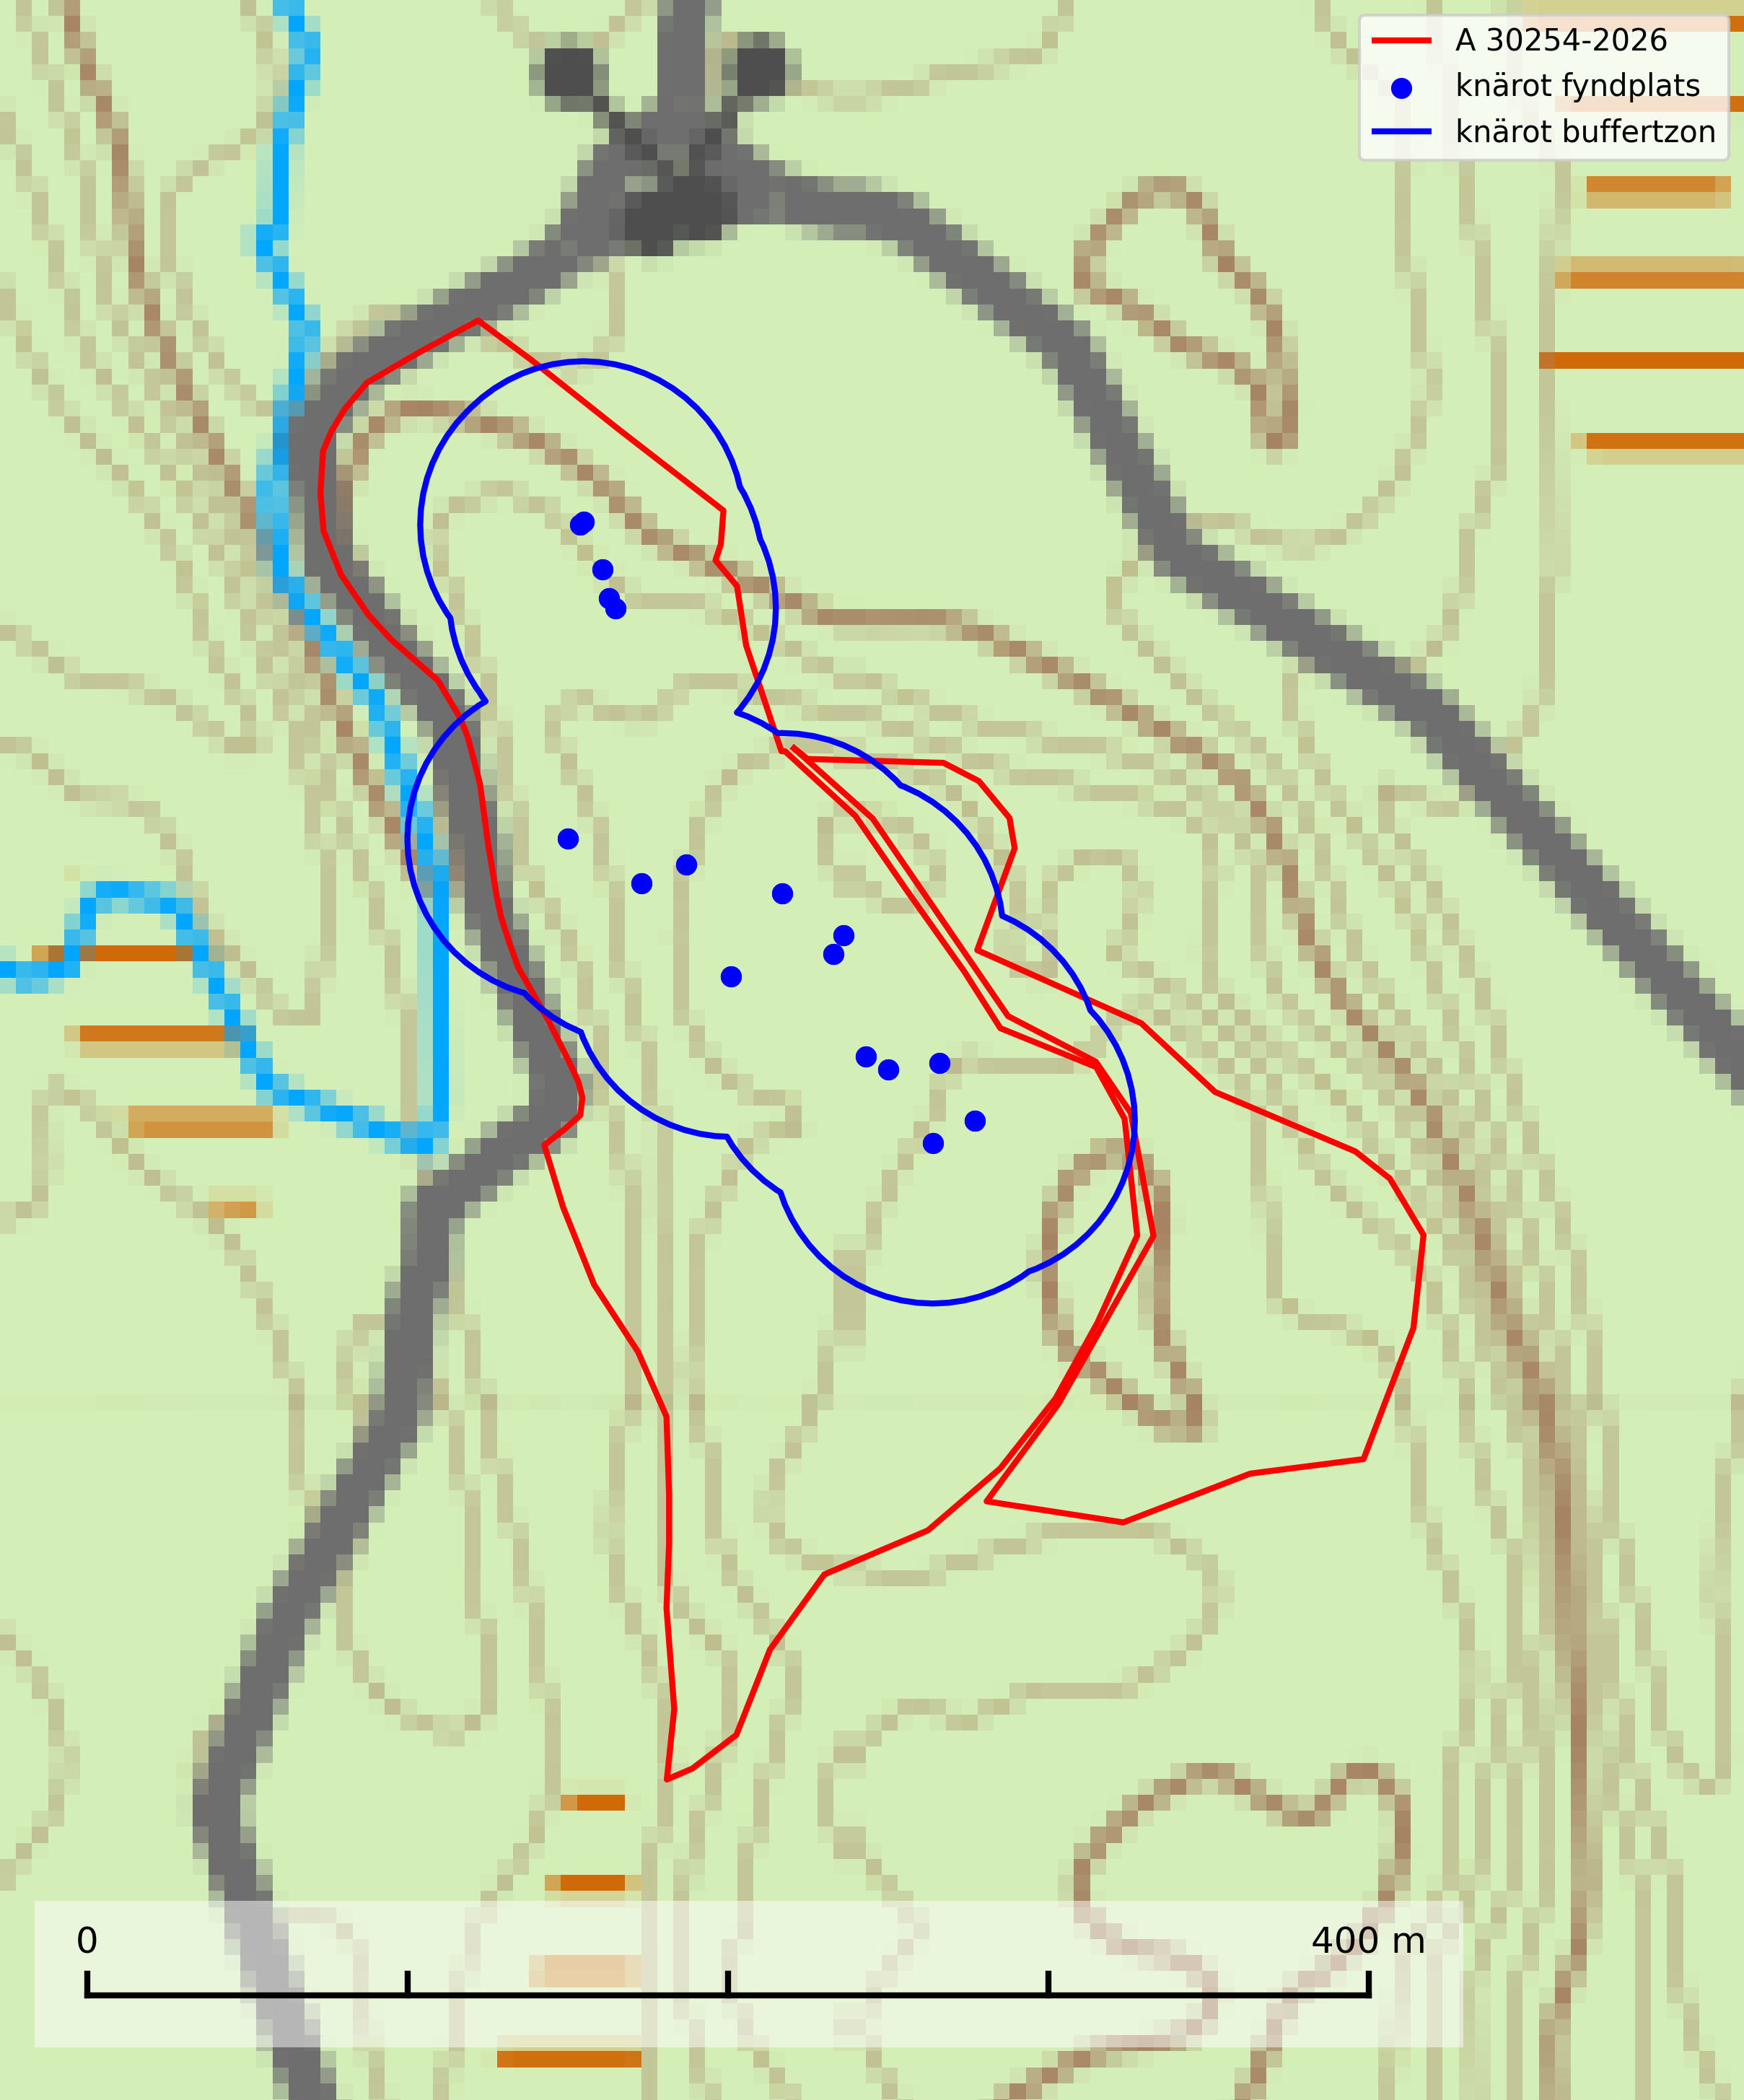 A 30254-2026
knärot fyndplats
knärot buffertzon
0
400 m